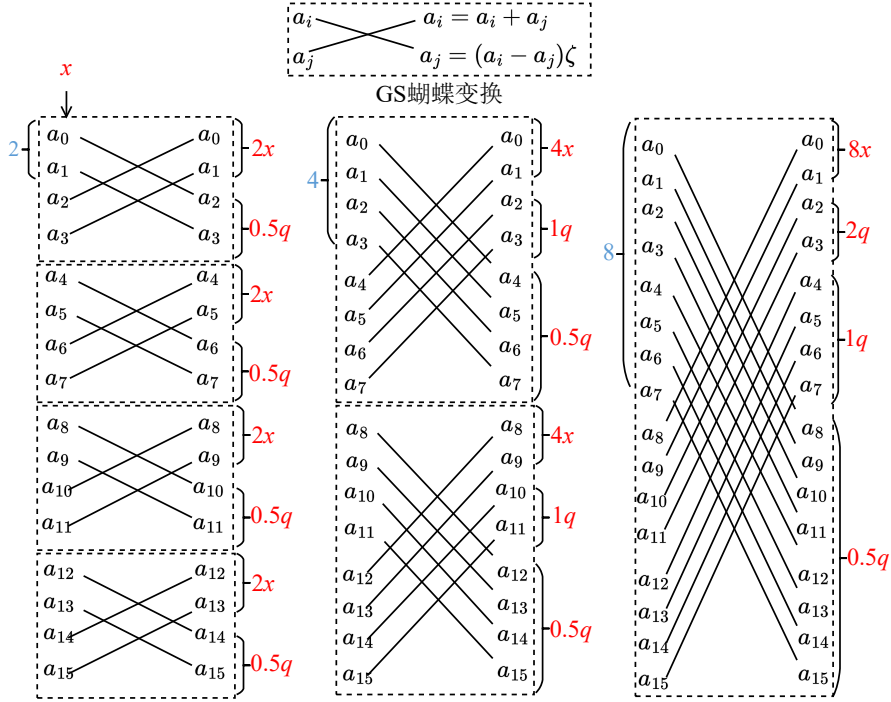 a_i a_i = a_i + a_j
a_j a_j = (a_i − a_j)ζ
GS蝴蝶变换
x
2
a_0 a_0
a_1 a_1
a_2 a_2
a_3 a_3
2x
0.5q
a_4 a_4
a_5 a_5
a_6 a_6
a_7 a_7
2x
0.5q
a_8 a_8
a_9 a_9
a_10 a_10
a_11 a_11
2x
0.5q
a_12 a_12
a_13 a_13
a_14 a_14
a_15 a_15
2x
0.5q
4
a_0 a_0
a_1 a_1
a_2 a_2
a_3 a_3
a_4 a_4
a_5 a_5
a_6 a_6
a_7 a_7
4x
1q
0.5q
a_8 a_8
a_9 a_9
a_10 a_10
a_11 a_11
a_12 a_12
a_13 a_13
a_14 a_14
a_15 a_15
4x
1q
0.5q
8
a_0 a_0
a_1 a_1
a_2 a_2
a_3 a_3
a_4 a_4
a_5 a_5
a_6 a_6
a_7 a_7
a_8 a_8
a_9 a_9
a_10 a_10
a_11 a_11
a_12 a_12
a_13 a_13
a_14 a_14
a_15 a_15
8x
2q
1q
0.5q